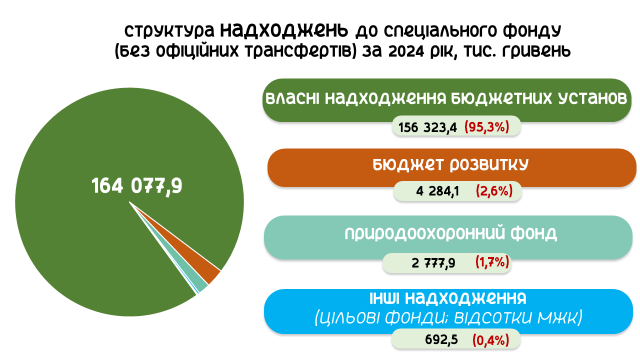 структура надходжень до спеціального фонду
(без офіційних трансфертів) за 2024 рік, тис. гривень
164 077,9
власні надходження бюджетних установ
156 323,4 (95,3%)
бюджет розвитку
4 284,1 (2,6%)
природоохоронний фонд
2 777,9 (1,7%)
інші надходження
(цільові фонди; відсотки МЖК)
692,5 (0,4%)